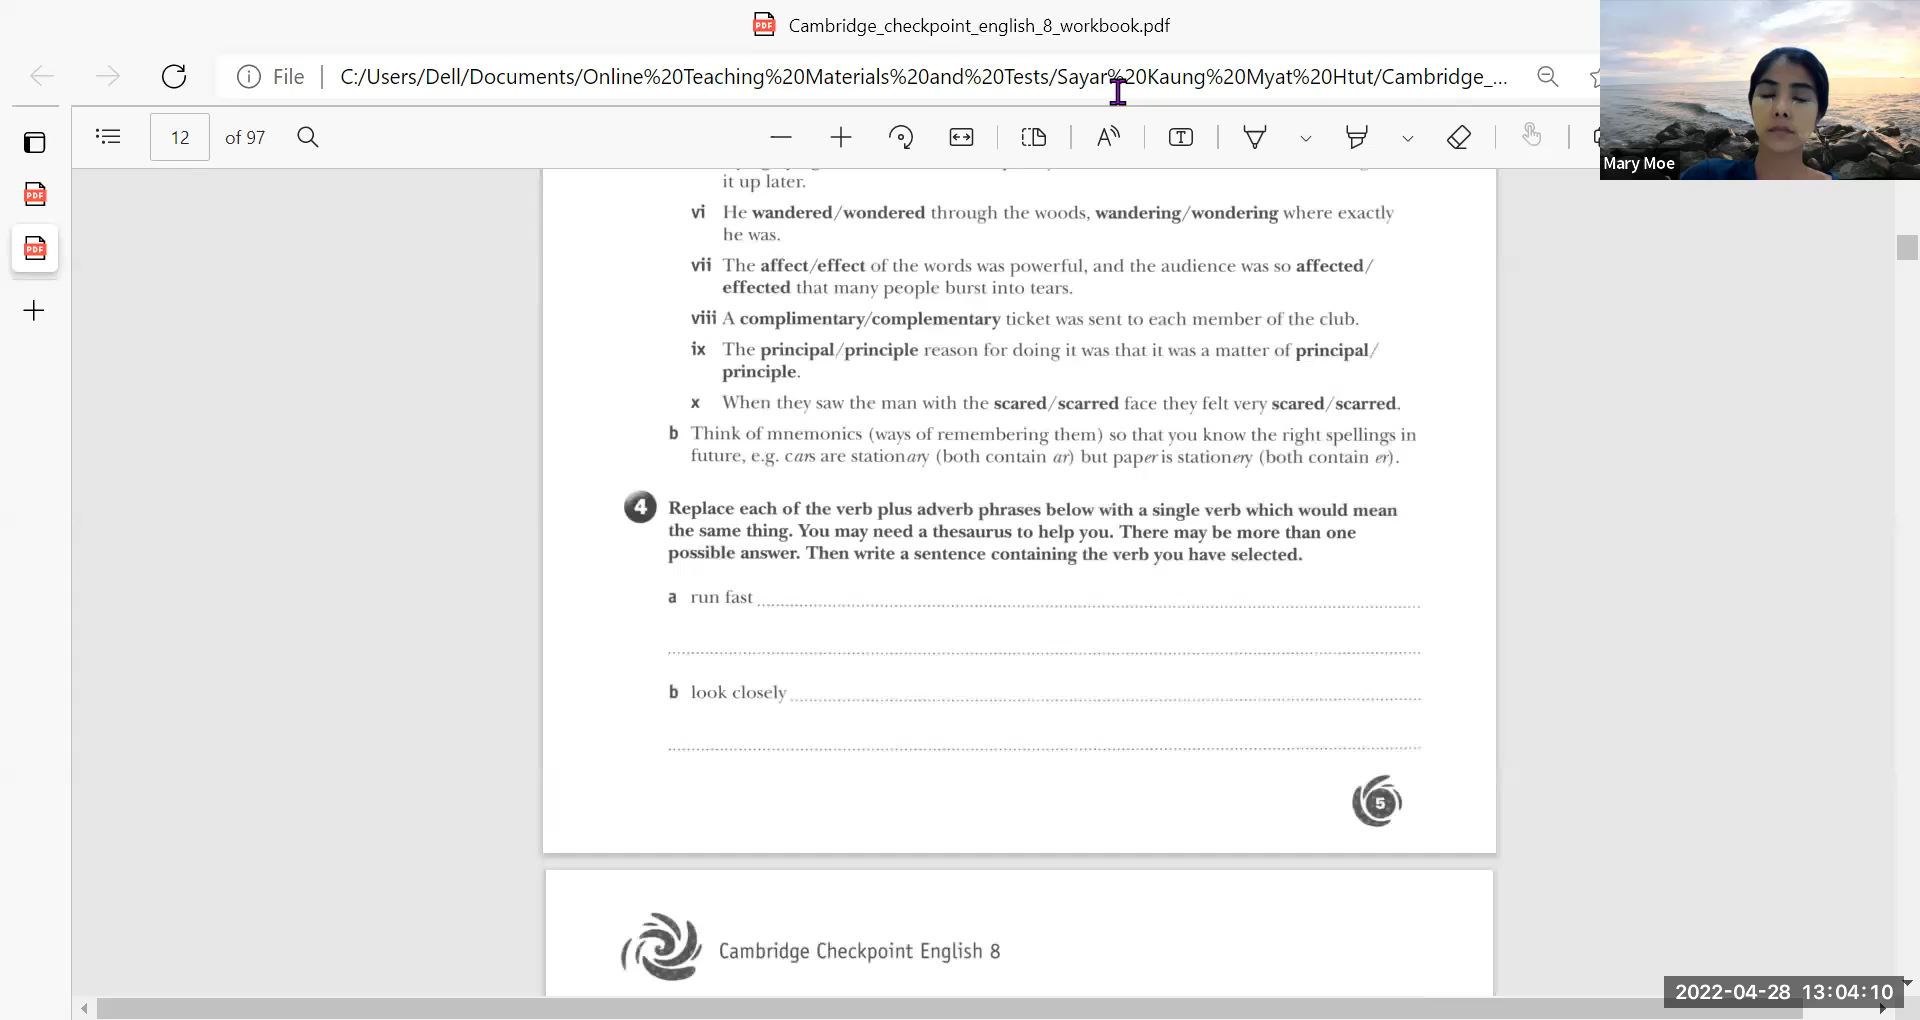 Cambridge_checkpoint_english_8_workbook.pdf
File
C:/Users/Dell/Documents/Online%20Teaching%20Materials%20and%20Tests/Sayar%20Kaung%20Myat%20Htut/Cambridge_...
Mary Moe
12 of 97
it up later.
vi He wandered/wondered through the woods, wandering/wondering where exactly
he was.
vii The affect/effect of the words was powerful, and the audience was so affected/
effected that many people burst into tears.
viii A complimentary/complementary ticket was sent to each member of the club.
ix The principal/principle reason for doing it was that it was a matter of principal/
principle.
x When they saw the man with the scared/scarred face they felt very scared/scarred.
b Think of mnemonics (ways of remembering them) so that you know the right spellings in
future, e.g. cars are stationary (both contain ar) but paper is stationery (both contain er).
4 Replace each of the verb plus adverb phrases below with a single verb which would mean
the same thing. You may need a thesaurus to help you. There may be more than one
possible answer. Then write a sentence containing the verb you have selected.
a run fast
b look closely
5
Cambridge Checkpoint English 8
2022-04-28 13:04:10